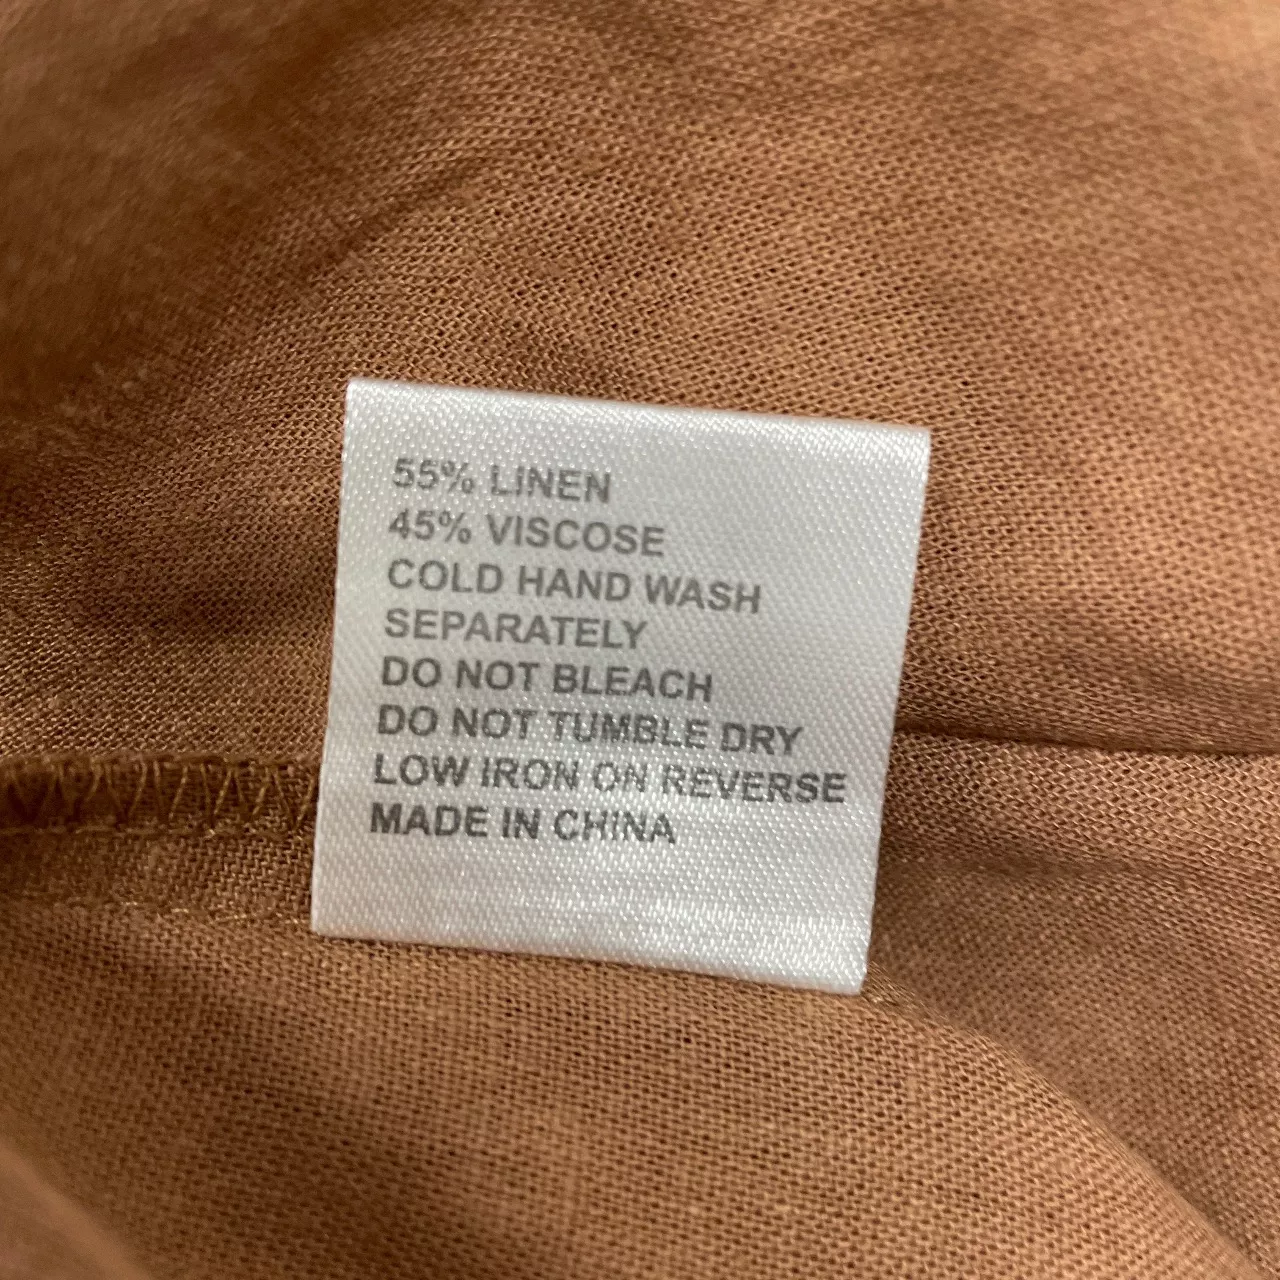 55% LINEN
45% VISCOSE
COLD HAND WASH
SEPARATELY
DO NOT BLEACH
DO NOT TUMBLE DRY
LOW IRON ON REVERSE
MADE IN CHINA